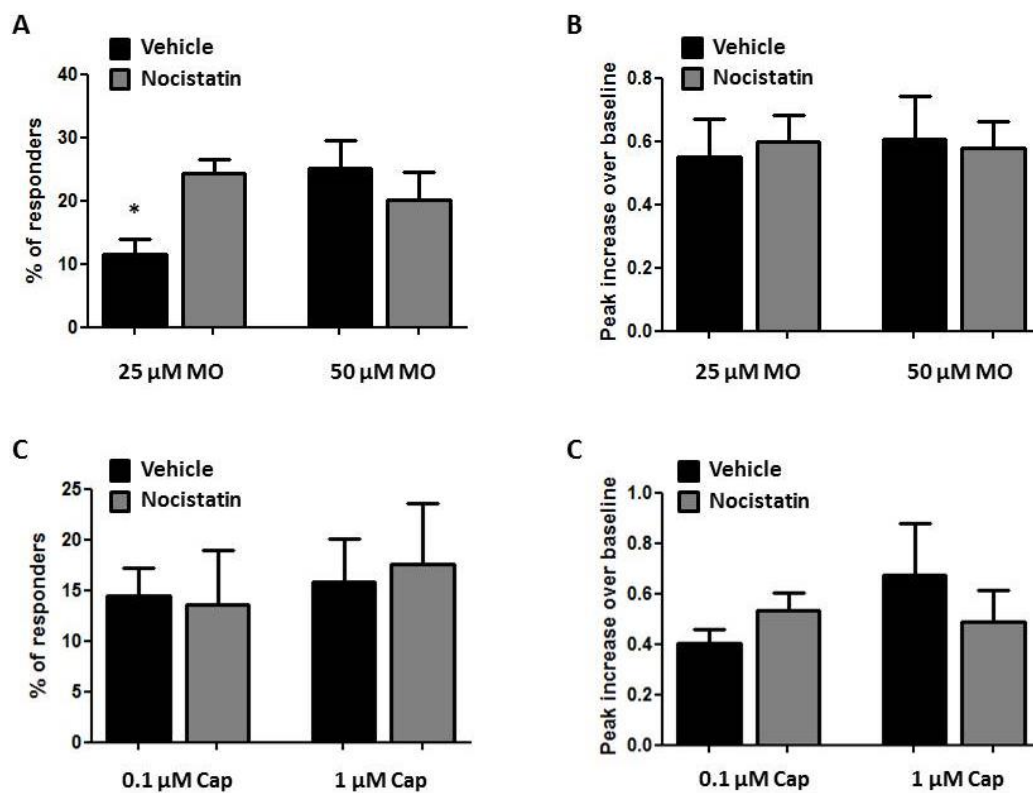 A
Vehicle
Nocistatin
% of responders
40
30
20
10
0
*
25 µM MO
50 µM MO
B
Vehicle
Nocistatin
Peak increase over baseline
0.8
0.6
0.4
0.2
0.0
25 µM MO
50 µM MO
C
Vehicle
Nocistatin
% of responders
25
20
15
10
5
0
0.1 µM Cap
1 µM Cap
C
Vehicle
Nocistatin
Peak increase over baseline
1.0
0.8
0.6
0.4
0.2
0.0
0.1 µM Cap
1 µM Cap